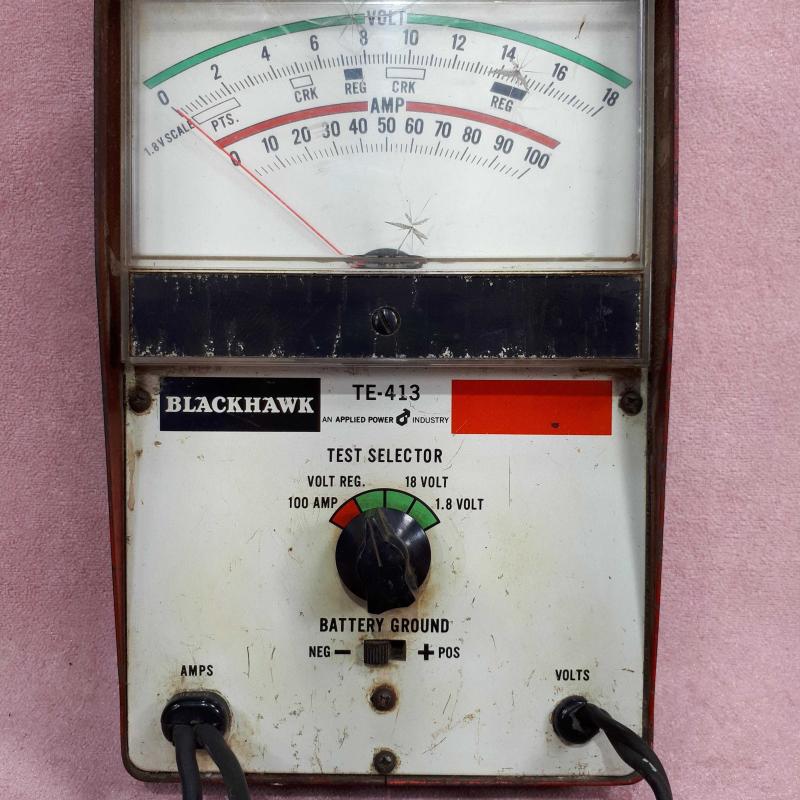 VOLT
0 2 4 6 8 10 12 14 16 18
CRK REG CRK REG
1.8V SCALE PTS.
AMP
0 10 20 30 40 50 60 70 80 90 100
BLACKHAWK
TE-413
AN APPLIED POWER INDUSTRY
TEST SELECTOR
VOLT REG. 18 VOLT
100 AMP 1.8 VOLT
BATTERY GROUND
NEG − + POS
AMPS
VOLTS